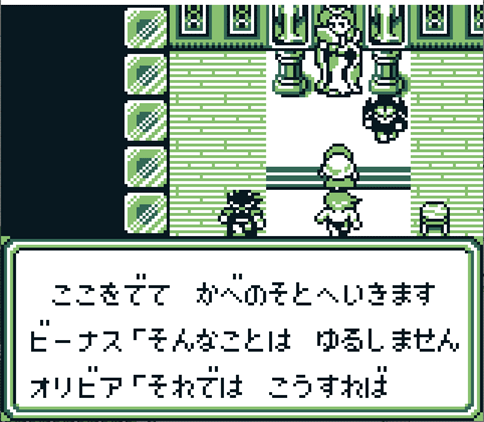 ここをでて かべのそとへいきます
ビーナス「そんなことは ゆるしません
オリビア「それでは こうすれば